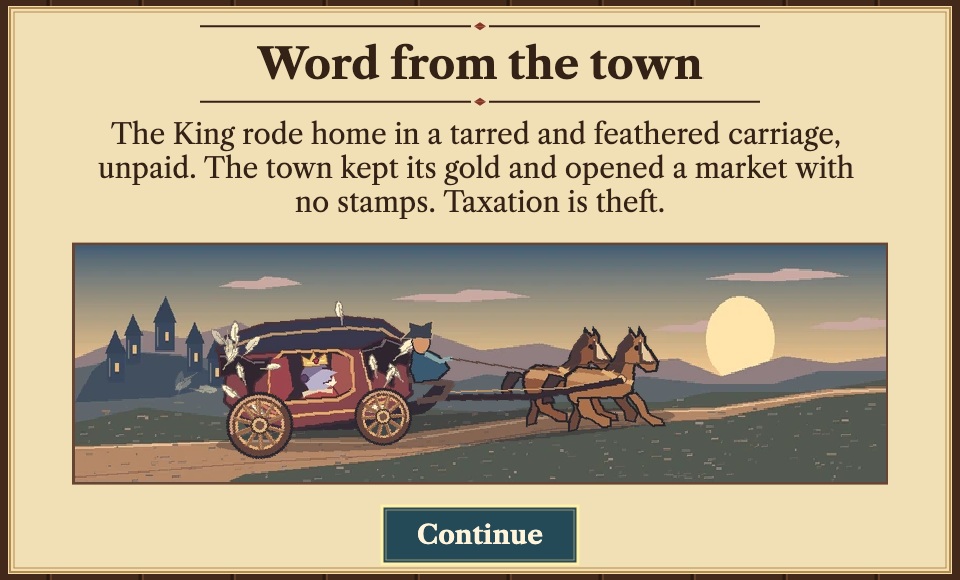 Word from the town
The King rode home in a tarred and feathered carriage,
unpaid. The town kept its gold and opened a market with
no stamps. Taxation is theft.
Continue